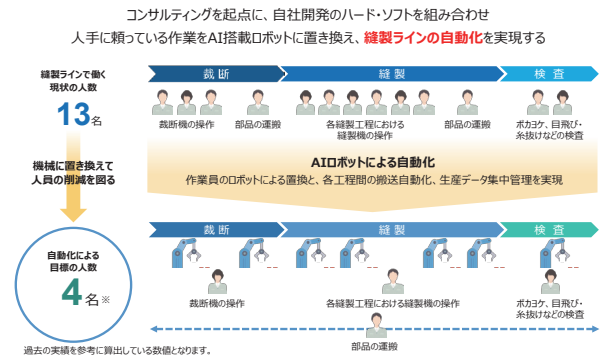 コンサルティングを起点に、自社開発のハード・ソフトを組み合わせ
人手に頼っている作業をAI搭載ロボットに置き換え、縫製ラインの自動化を実現する
縫製ラインで働く
現状の人数
13名
裁断
縫製
検査
裁断機の操作
部品の運搬
各縫製工程における
縫製機の操作
部品の運搬
ポカヨケ、目飛び・
糸抜けなどの検査
機械に置き換えて
人員の削減を図る
AIロボットによる自動化
作業員のロボットによる置換と、各工程間の搬送自動化、生産データ集中管理を実現
自動化による
目標の人数
4名※
裁断
縫製
検査
裁断機の操作
各縫製工程における縫製機の操作
ポカヨケ、目飛び・
糸抜けなどの検査
部品の運搬
過去の実績を参考に算出している数値となります。